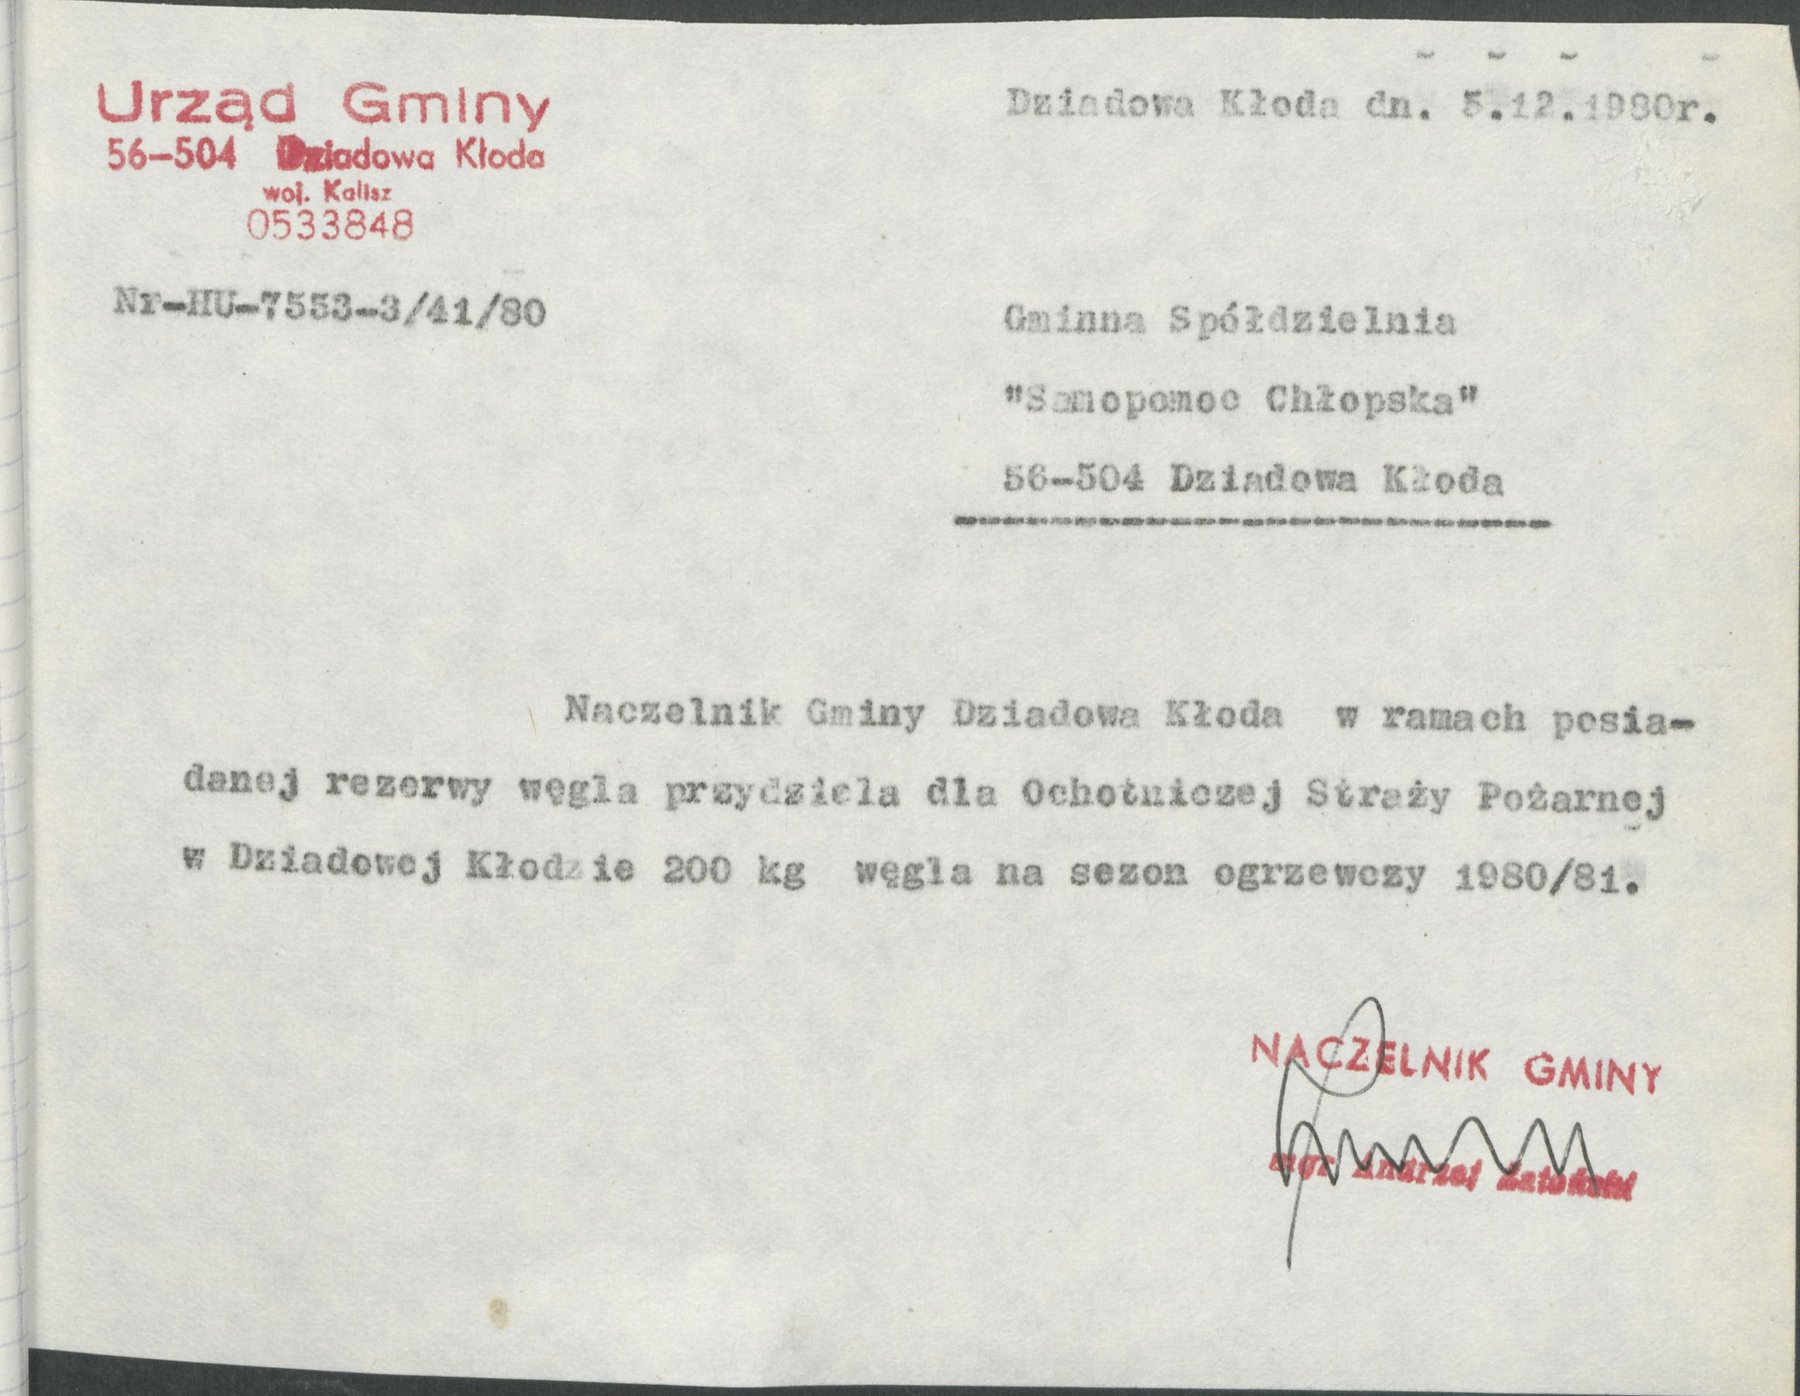 Urząd Gminy
56-504 Dziadowa Kłoda
woj. Kalisz
0533848
Dziadowa Kłoda dn. 5.12.1980r.
Nr-HU-7553-3/41/80
Gminna Spółdzielnia
"Samopomoc Chłopska"
56-504 Dziadowa Kłoda
Naczelnik Gminy Dziadowa Kłoda w ramach posia-
danej rezerwy węgla przydziela dla Ochotniczej Straży Pożarnej
w Dziadowej Kłodzie 200 kg węgla na sezon ogrzewczy 1980/81.
NACZELNIK GMINY
mgr Andrzej